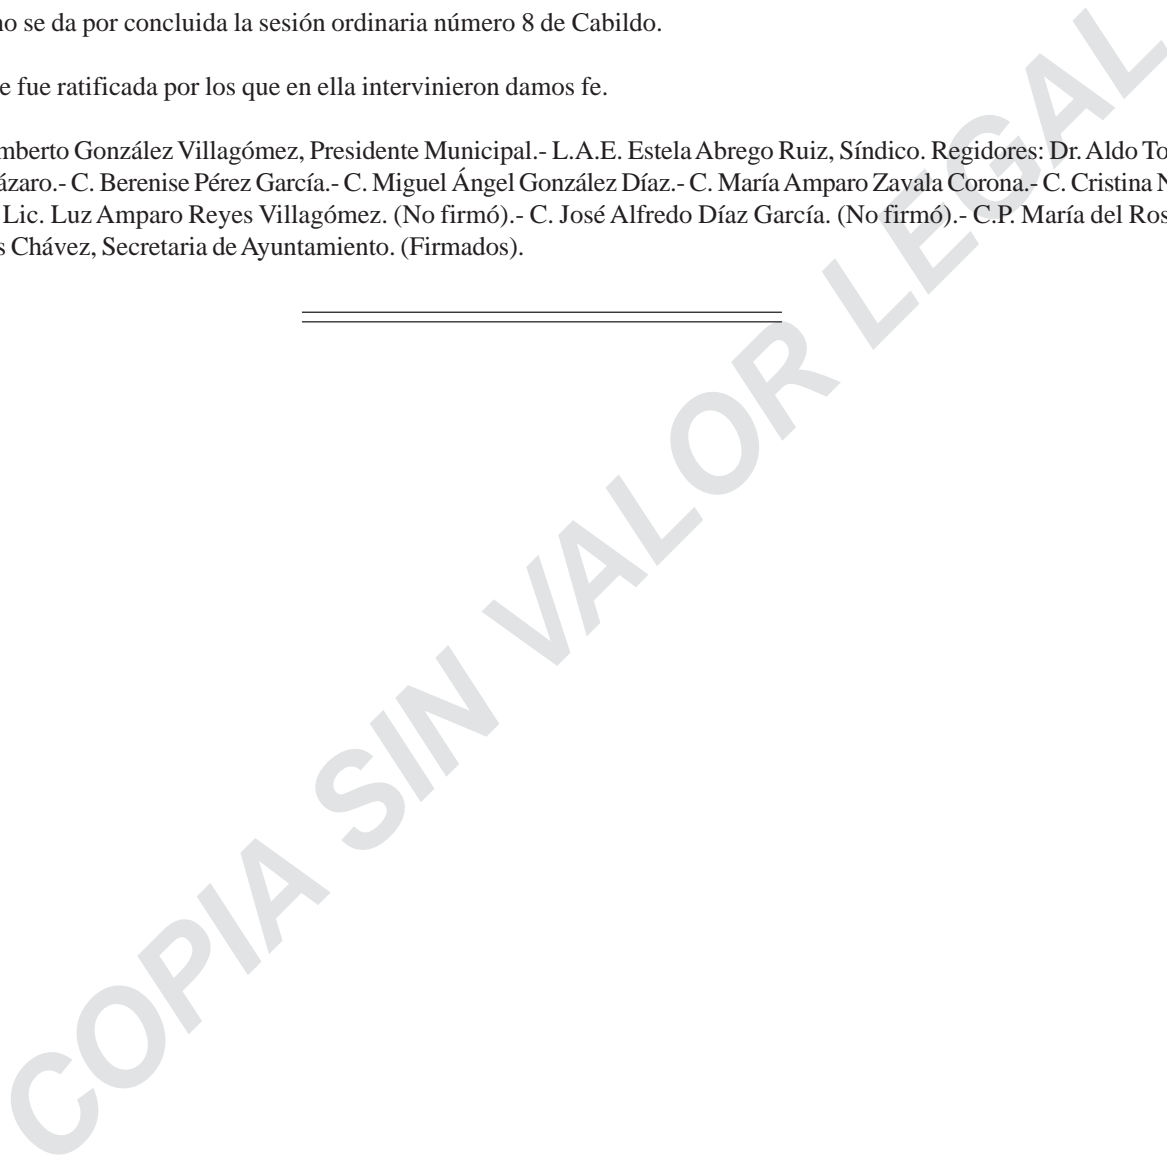 no se da por concluida la sesión ordinaria número 8 de Cabildo.
e fue ratificada por los que en ella intervinieron damos fe.
mberto González Villagómez, Presidente Municipal.- L.A.E. Estela Abrego Ruiz, Síndico. Regidores: Dr. Aldo To
ázaro.- C. Berenise Pérez García.- C. Miguel Ángel González Díaz.- C. María Amparo Zavala Corona.- C. Cristina N
Lic. Luz Amparo Reyes Villagómez. (No firmó).- C. José Alfredo Díaz García. (No firmó).- C.P. María del Ros
s Chávez, Secretaria de Ayuntamiento. (Firmados).
COPIA SIN VALOR LEGAL